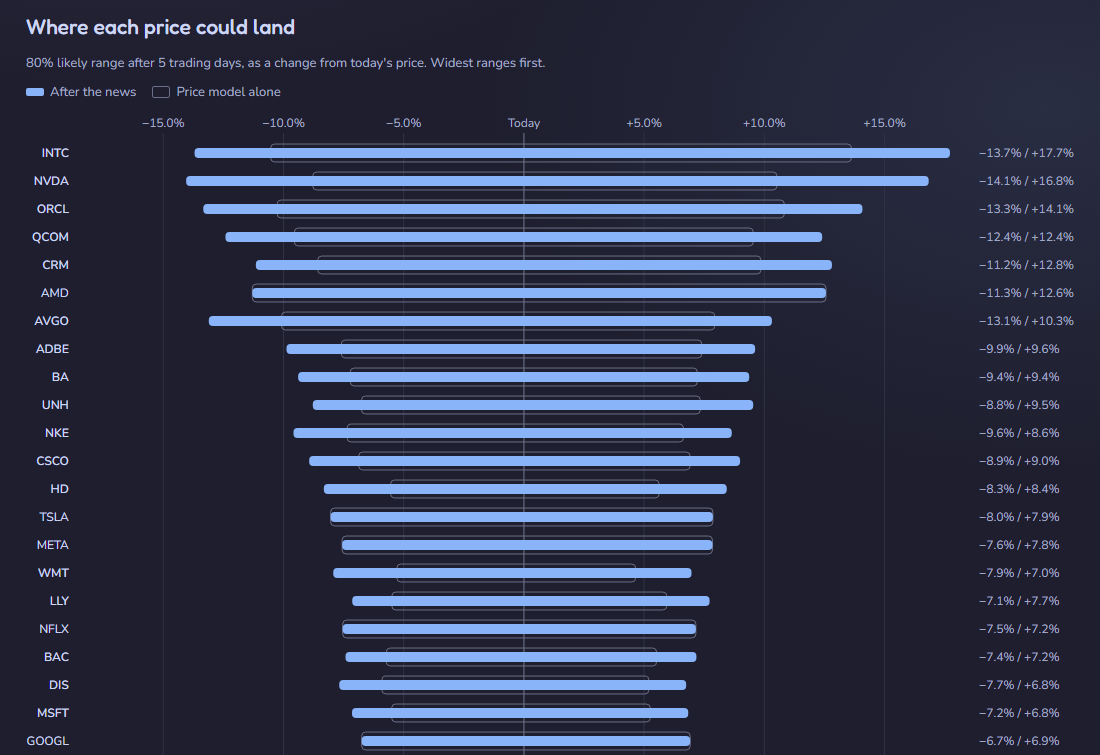 Where each price could land
80% likely range after 5 trading days, as a change from today's price. Widest ranges first.
After the news Price model alone
−15.0% −10.0% −5.0% Today +5.0% +10.0% +15.0%
INTC −13.7% / +17.7%
NVDA −14.1% / +16.8%
ORCL −13.3% / +14.1%
QCOM −12.4% / +12.4%
CRM −11.2% / +12.8%
AMD −11.3% / +12.6%
AVGO −13.1% / +10.3%
ADBE −9.9% / +9.6%
BA −9.4% / +9.4%
UNH −8.8% / +9.5%
NKE −9.6% / +8.6%
CSCO −8.9% / +9.0%
HD −8.3% / +8.4%
TSLA −8.0% / +7.9%
META −7.6% / +7.8%
WMT −7.9% / +7.0%
LLY −7.1% / +7.7%
NFLX −7.5% / +7.2%
BAC −7.4% / +7.2%
DIS −7.7% / +6.8%
MSFT −7.2% / +6.8%
GOOGL −6.7% / +6.9%